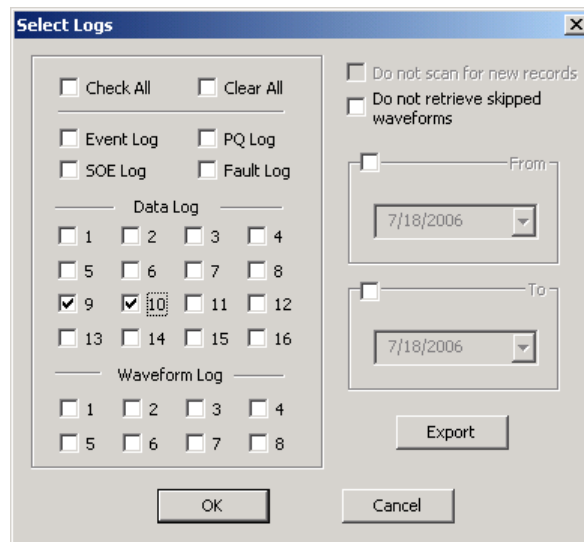 Select Logs
Check All Clear All
Event Log PQ Log
SOE Log Fault Log
Data Log
1 2 3 4
5 6 7 8
9 10 11 12
13 14 15 16
Waveform Log
1 2 3 4
5 6 7 8
Do not scan for new records
Do not retrieve skipped
waveforms
From
7/18/2006
To
7/18/2006
Export
OK Cancel